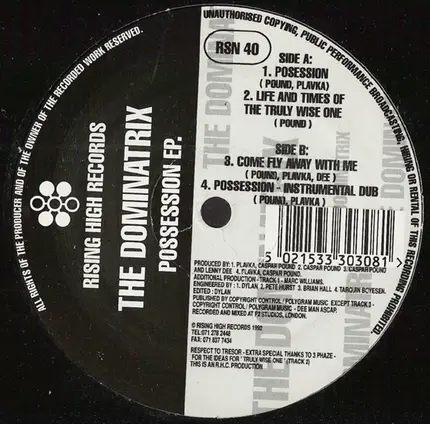 ALL RIGHTS OF THE PRODUCER AND OF THE OWNER OF THE RECORDED WORK RESERVED.
UNAUTHORISED COPYING, PUBLIC PERFORMANCE BROADCASTING, HIRING OR RENTAL OF THIS RECORDING PROHIBITED.
RISING HIGH RECORDS
THE DOMINATRIX
POSSESSION EP.
RSN 40
SIDE A:
1. POSESSION
( POUND, PLAVKA)
2. LIFE AND TIMES OF
THE TRULY WISE ONE
( POUND )
SIDE B:
3. COME FLY AWAY WITH ME
( POUND, PLAVKA, DEE )
4. POSSESSION - INSTRUMENTAL DUB
( POUND, PLAVKA )
5 021533 303081 >
PRODUCED BY: 1. PLAVKA, CASPAR POUND 2. CASPAR POUND 3. CASPAR POUND
AND LENNY DEE 4. PLAVKA, CASPAR POUND.
ADDITIONAL PRODUCTION - TRACK 1 - MARC WILLIAMS.
ENGINEERED BY : 1. DYLAN 2. PETE HURST 3. BRIAN HALL 4. TARQUIN BOYESEN.
EDITED : DYLAN
PUBLISHED BY COPYRIGHT CONTROL / POLYGRAM MUSIC EXCEPT TRACK 3 -
COPYRIGHT CONTROL / POLYGRAM MUSIC - DEE MAN ASCAP.
RECORDED AND MIXED AT P2 STUDIOS, LONDON.
© RISING HIGH RECORDS 1992
TEL: 071 278 2448
FAX: 071 837 7434
RESPECT TO TRESOR - EXTRA SPECIAL THANKS TO 3 PHAZE -
FOR THE IDEAS FOR ' TRULY WISE ONE ' (TRACK 2)
THIS IS AN R.H.C. PRODUCTION